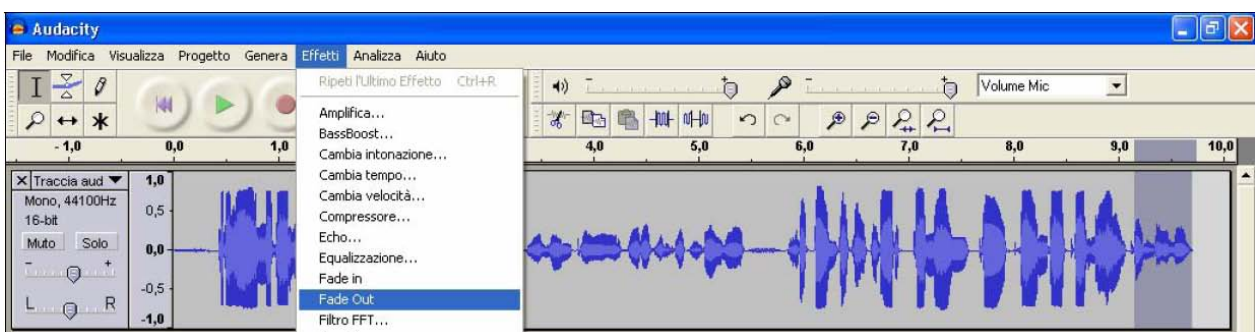 Audacity
File Modifica Visualizza Progetto Genera Effetti Analizza Aiuto
Ripeti l'Ultimo Effetto Ctrl+R
Volume Mic
Amplifica...
BassBoost...
Cambia intonazione...
Cambia tempo...
Cambia velocità...
Compressore...
Echo...
Equalizzazione...
Fade in
Fade Out
Filtro FFT...
- 1,0 0,0 1,0 4,0 5,0 6,0 7,0 8,0 9,0 10,0
X Traccia aud
Mono, 44100Hz
16-bit
Muto Solo
- +
L R
1,0
0,5
0,0
-0,5
-1,0